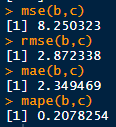 > mse(b,c)
[1] 8.250323
> rmse(b,c)
[1] 2.872338
> mae(b,c)
[1] 2.349469
> mape(b,c)
[1] 0.2078254